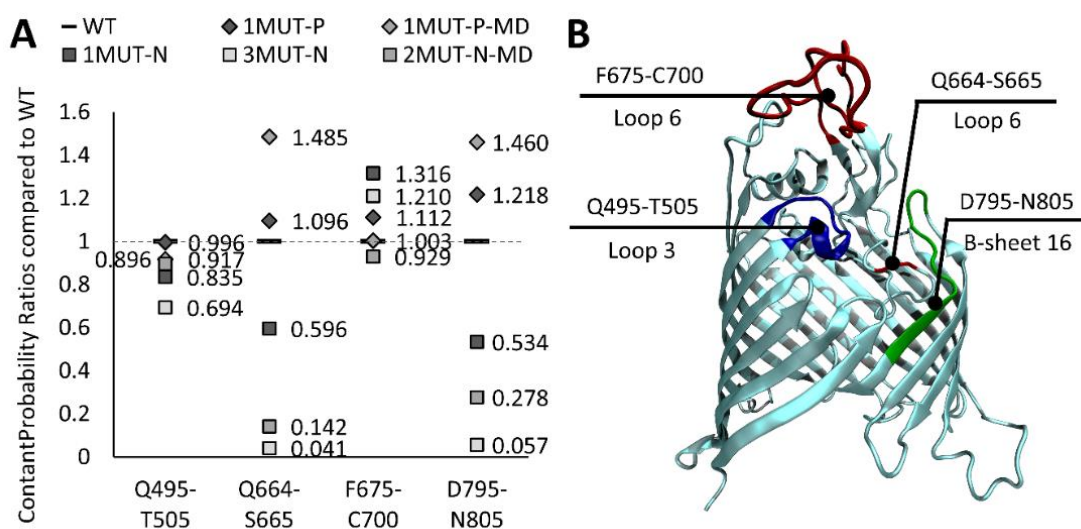 A
WT 1MUT-P 1MUT-P-MD
1MUT-N 3MUT-N 2MUT-N-MD
ContantProbability Ratios compared to WT
1.6
1.4
1.2
1
0.8
0.6
0.4
0.2
0
0.996
0.896 0.917
0.835
0.694
1.485
1.096
0.596
0.142
0.041
1.316
1.210
1.112
1.003
0.929
1.460
1.218
0.534
0.278
0.057
Q495-
T505
Q664-
S665
F675-
C700
D795-
N805
B
F675-C700
Loop 6
Q664-S665
Loop 6
Q495-T505
Loop 3
D795-N805
B-sheet 16